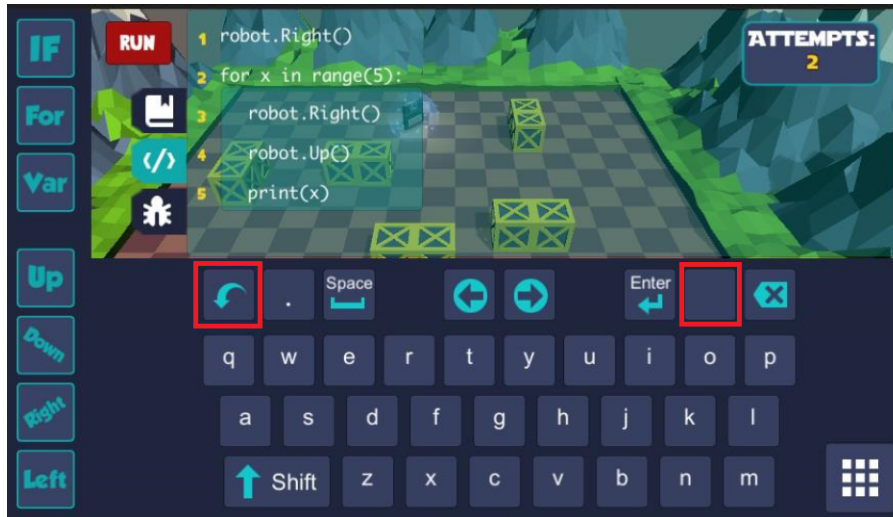 IF
For
Var
Up
Down
Right
Left
RUN
</>
1 robot.Right()
2 for x in range(5):
3 robot.Right()
4 robot.Up()
5 print(x)
ATTEMPTS:
2
. Space Enter
q w e r t y u i o p
a s d f g h j k l
Shift z x c v b n m